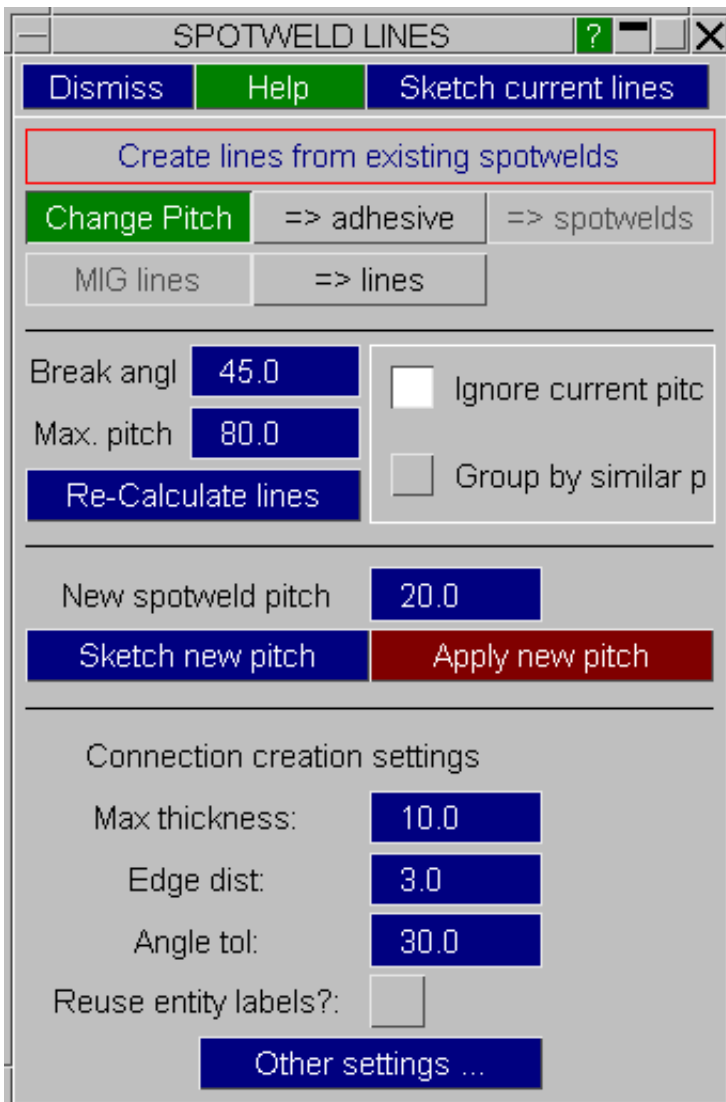 SPOTWELD LINES ?
Dismiss Help Sketch current lines
Create lines from existing spotwelds
Change Pitch => adhesive => spotwelds
MIG lines => lines
Break angl 45.0 Ignore current pitc
Max. pitch 80.0
Re-Calculate lines Group by similar p
New spotweld pitch 20.0
Sketch new pitch Apply new pitch
Connection creation settings
Max thickness: 10.0
Edge dist: 3.0
Angle tol: 30.0
Reuse entity labels?:
Other settings ...